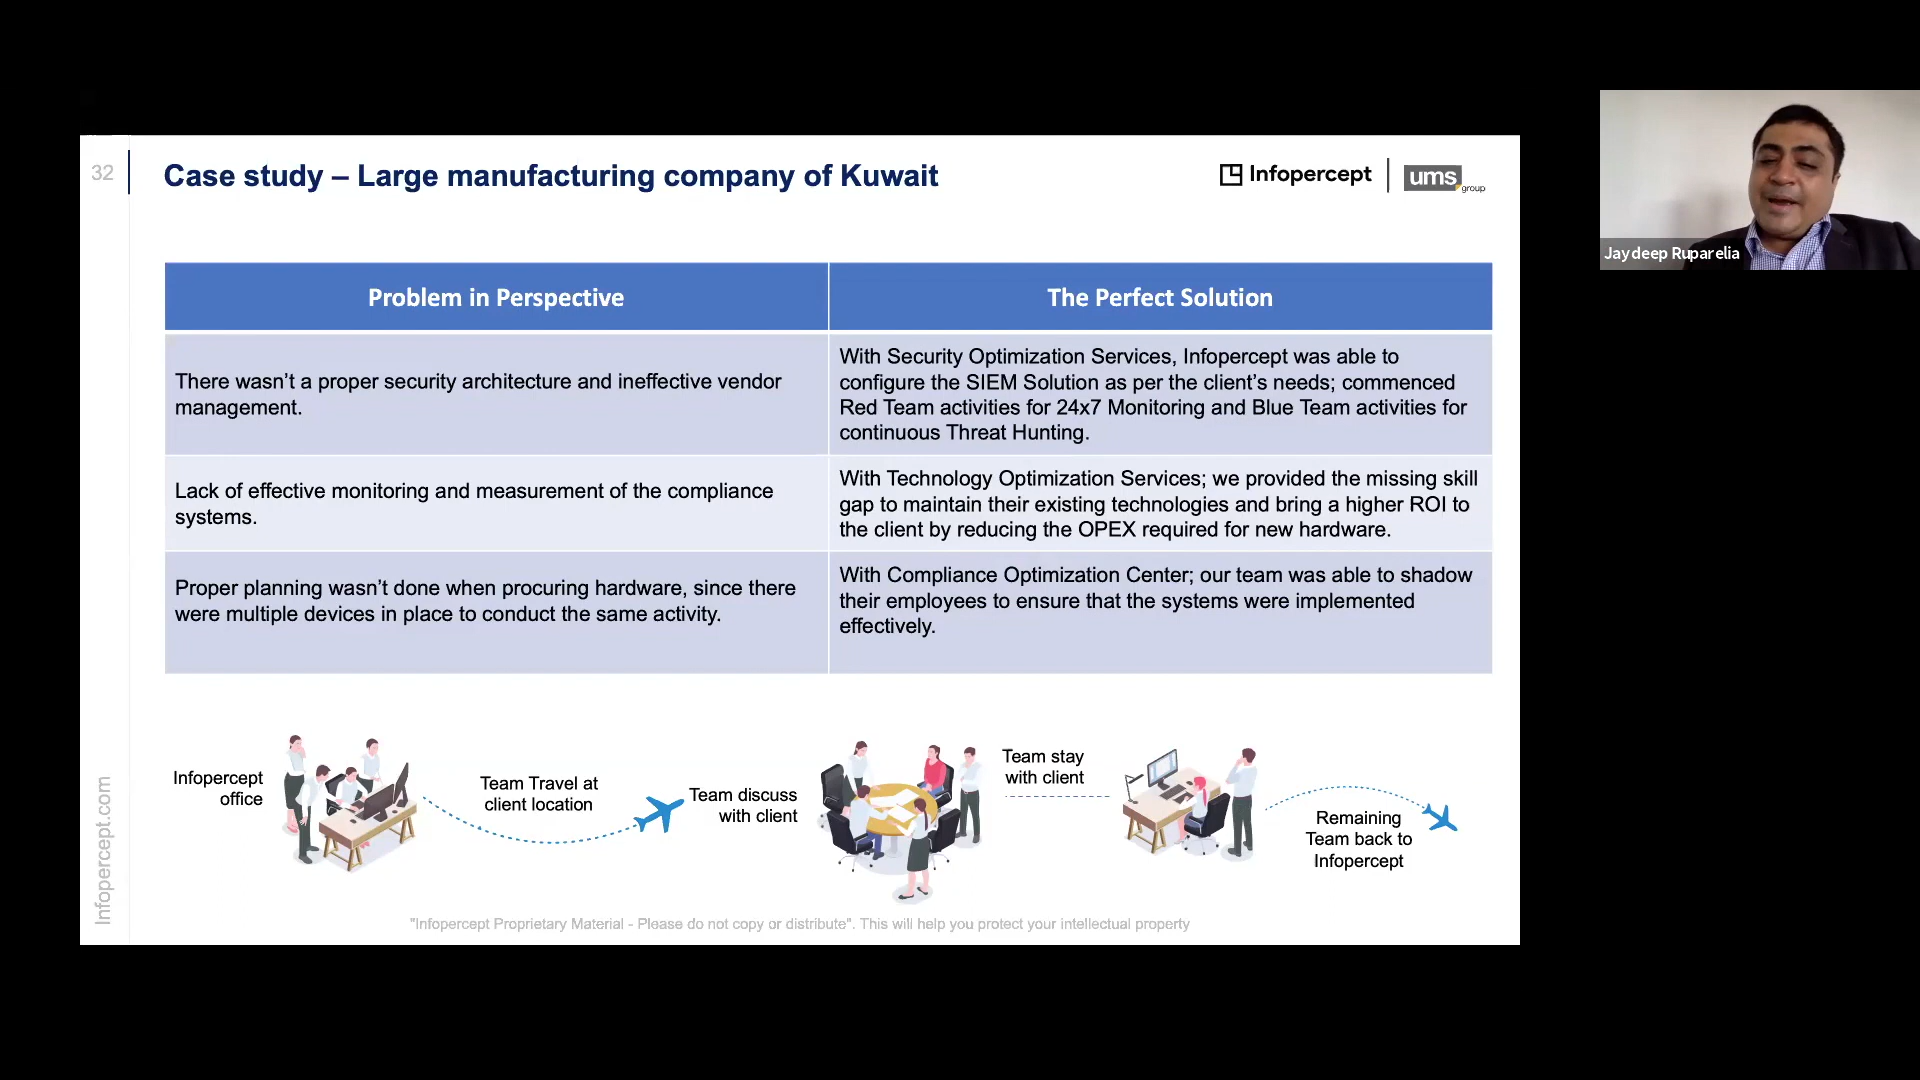 32
Case study – Large manufacturing company of Kuwait
Infopercept
ums
group
Jaydeep Ruparelia
Problem in Perspective
The Perfect Solution
There wasn’t a proper security architecture and ineffective vendor
management.
With Security Optimization Services, Infopercept was able to
configure the SIEM Solution as per the client’s needs; commenced
Red Team activities for 24x7 Monitoring and Blue Team activities for
continuous Threat Hunting.
Lack of effective monitoring and measurement of the compliance
systems.
With Technology Optimization Services; we provided the missing skill
gap to maintain their existing technologies and bring a higher ROI to
the client by reducing the OPEX required for new hardware.
Proper planning wasn’t done when procuring hardware, since there
were multiple devices in place to conduct the same activity.
With Compliance Optimization Center; our team was able to shadow
their employees to ensure that the systems were implemented
effectively.
Infopercept
office
Team Travel at
client location
Team discuss
with client
Team stay
with client
Remaining
Team back to
Infopercept
Infopercept.com
"Infopercept Proprietary Material - Please do not copy or distribute". This will help you protect your intellectual property